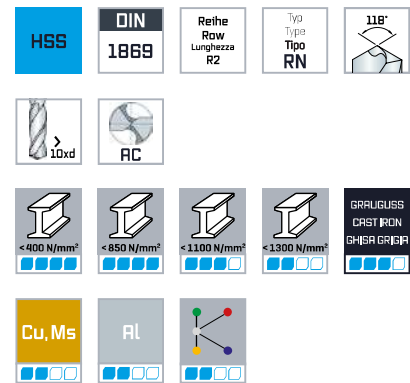 HSS
DIN
1869
Reihe
Row
Lunghezza
R2
Typ
Type
Tipo
RN
118°
>
10xd
AC
<400 N/mm²
<850 N/mm²
<1100 N/mm²
<1300 N/mm²
GRAUGUSS
CAST IRON
GHISA GRIGIA
Cu, Ms
Al